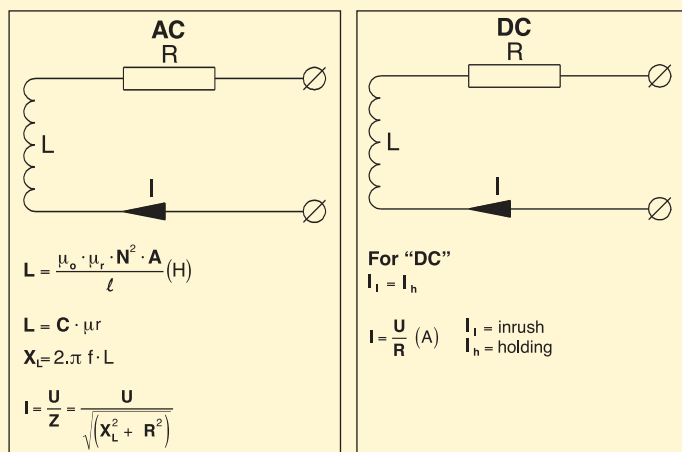 AC
R
L
I
L = μo · μr · N² · A / ℓ (H)
L = C · μr
XL= 2.π f · L
I = U / Z = U / √(XL² + R²)
DC
R
L
I
For “DC”
II = Ih
I = U / R (A)
II = inrush
Ih = holding